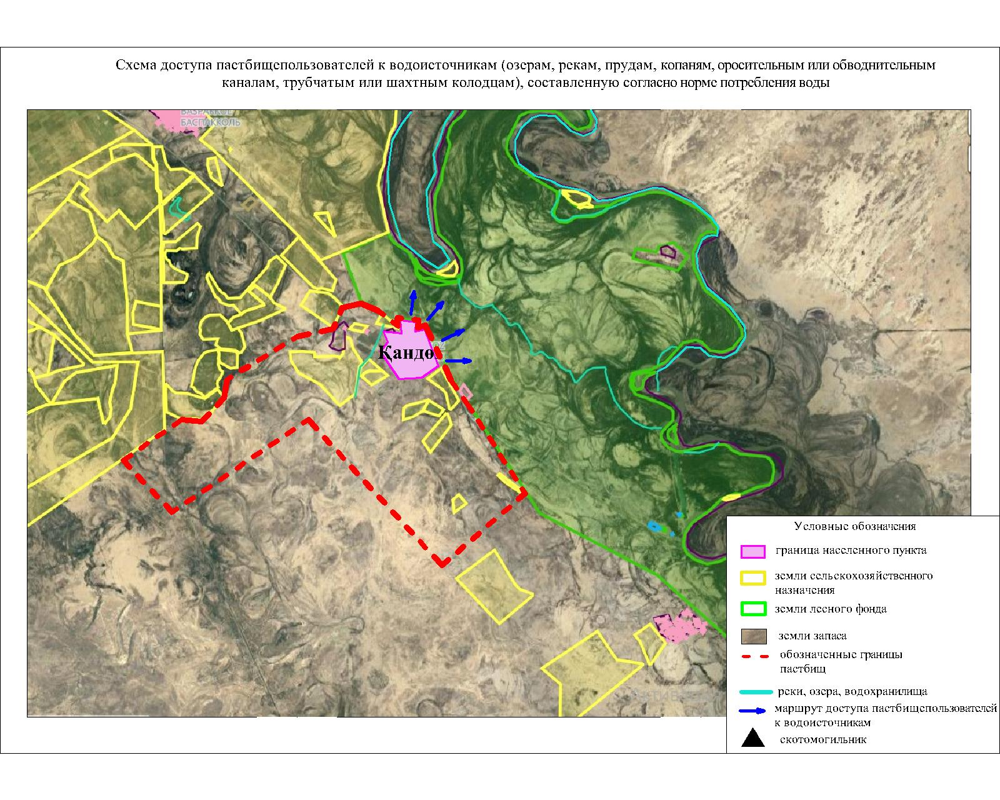 Схема доступа пастбищепользователей к водоисточникам (озерам, рекам, прудам, копаням, оросительным или обводнительным
каналам, трубчатым или шахтным колодцам), составленную согласно норме потребления воды
БАСПАККОЛЬ
Қандө
Условные обозначения
граница населенного пункта
земли сельскохозяйственного
назначения
земли лесного фонда
земли запаса
обозначенные границы
пастбищ
реки, озера, водохранилища
маршрут доступа пастбищепользователей
к водоисточникам
скотомогильник